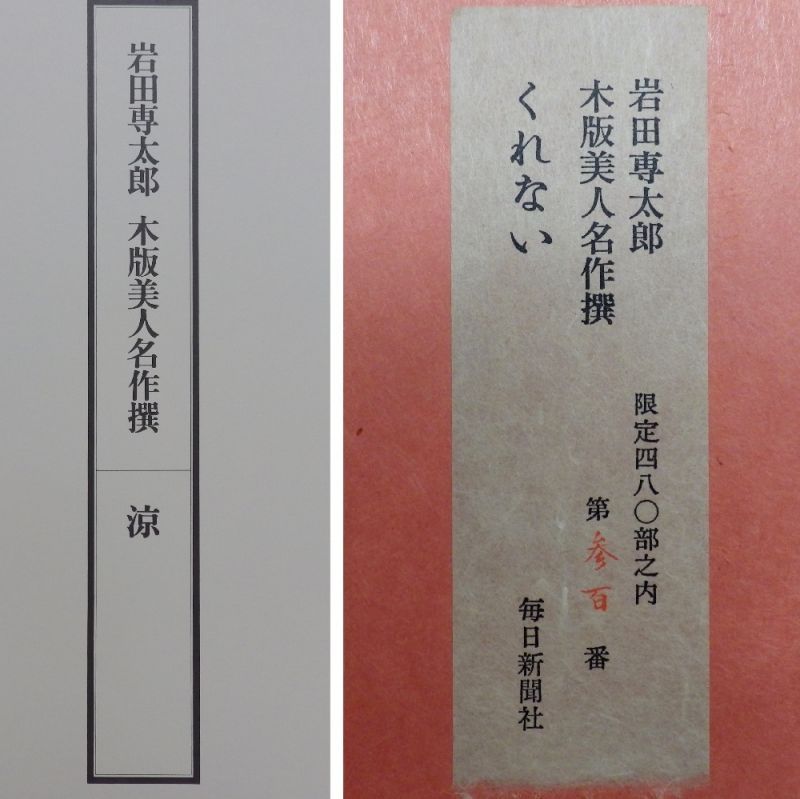 岩田専太郎 木版美人名作撰 涼
岩田専太郎
木版美人名作撰
くれない
限定四八〇部之内
第参百番
毎日新聞社